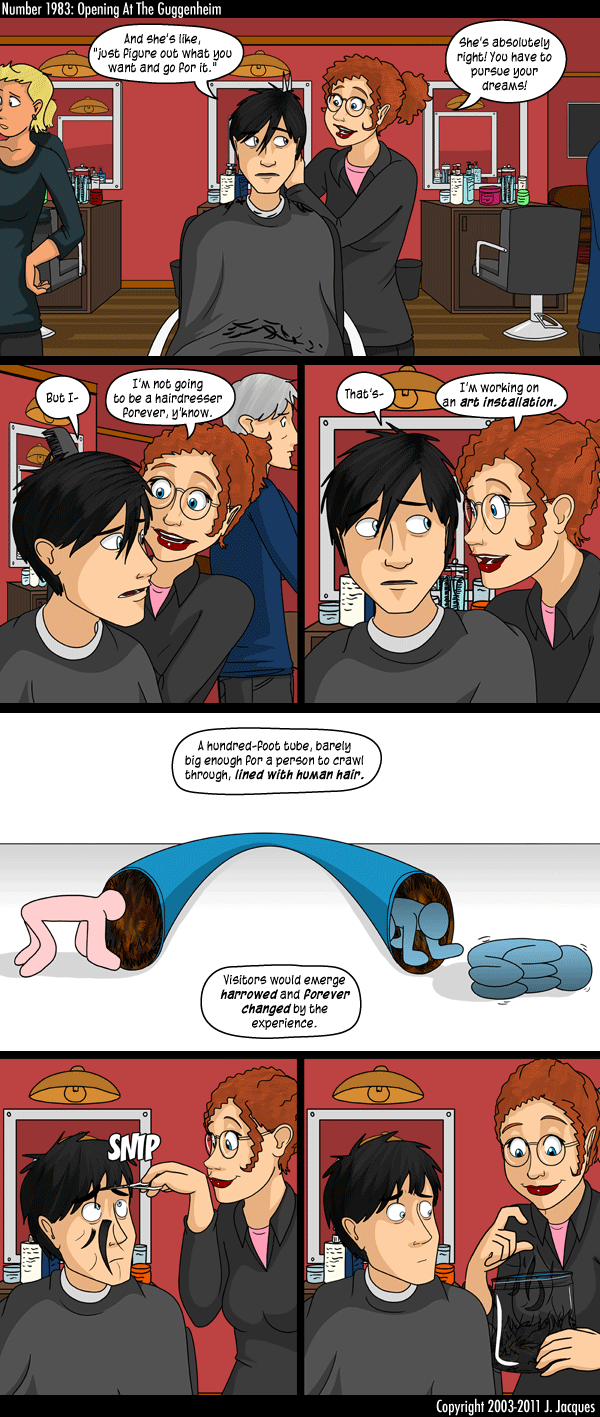 Number 1983: Opening At The Guggenheim
And she's like,
"just figure out what you
want and go for it."
She's absolutely
right! You have to
pursue your
dreams!
But I-
I'm not going
to be a hairdresser
forever, y'know.
That's-
I'm working on
an art installation.
A hundred-foot tube, barely
big enough for a person to crawl
through, lined with human hair.
Visitors would emerge
harrowed and forever
changed by the
experience.
SNIP
Copyright 2003-2011 J. Jacques